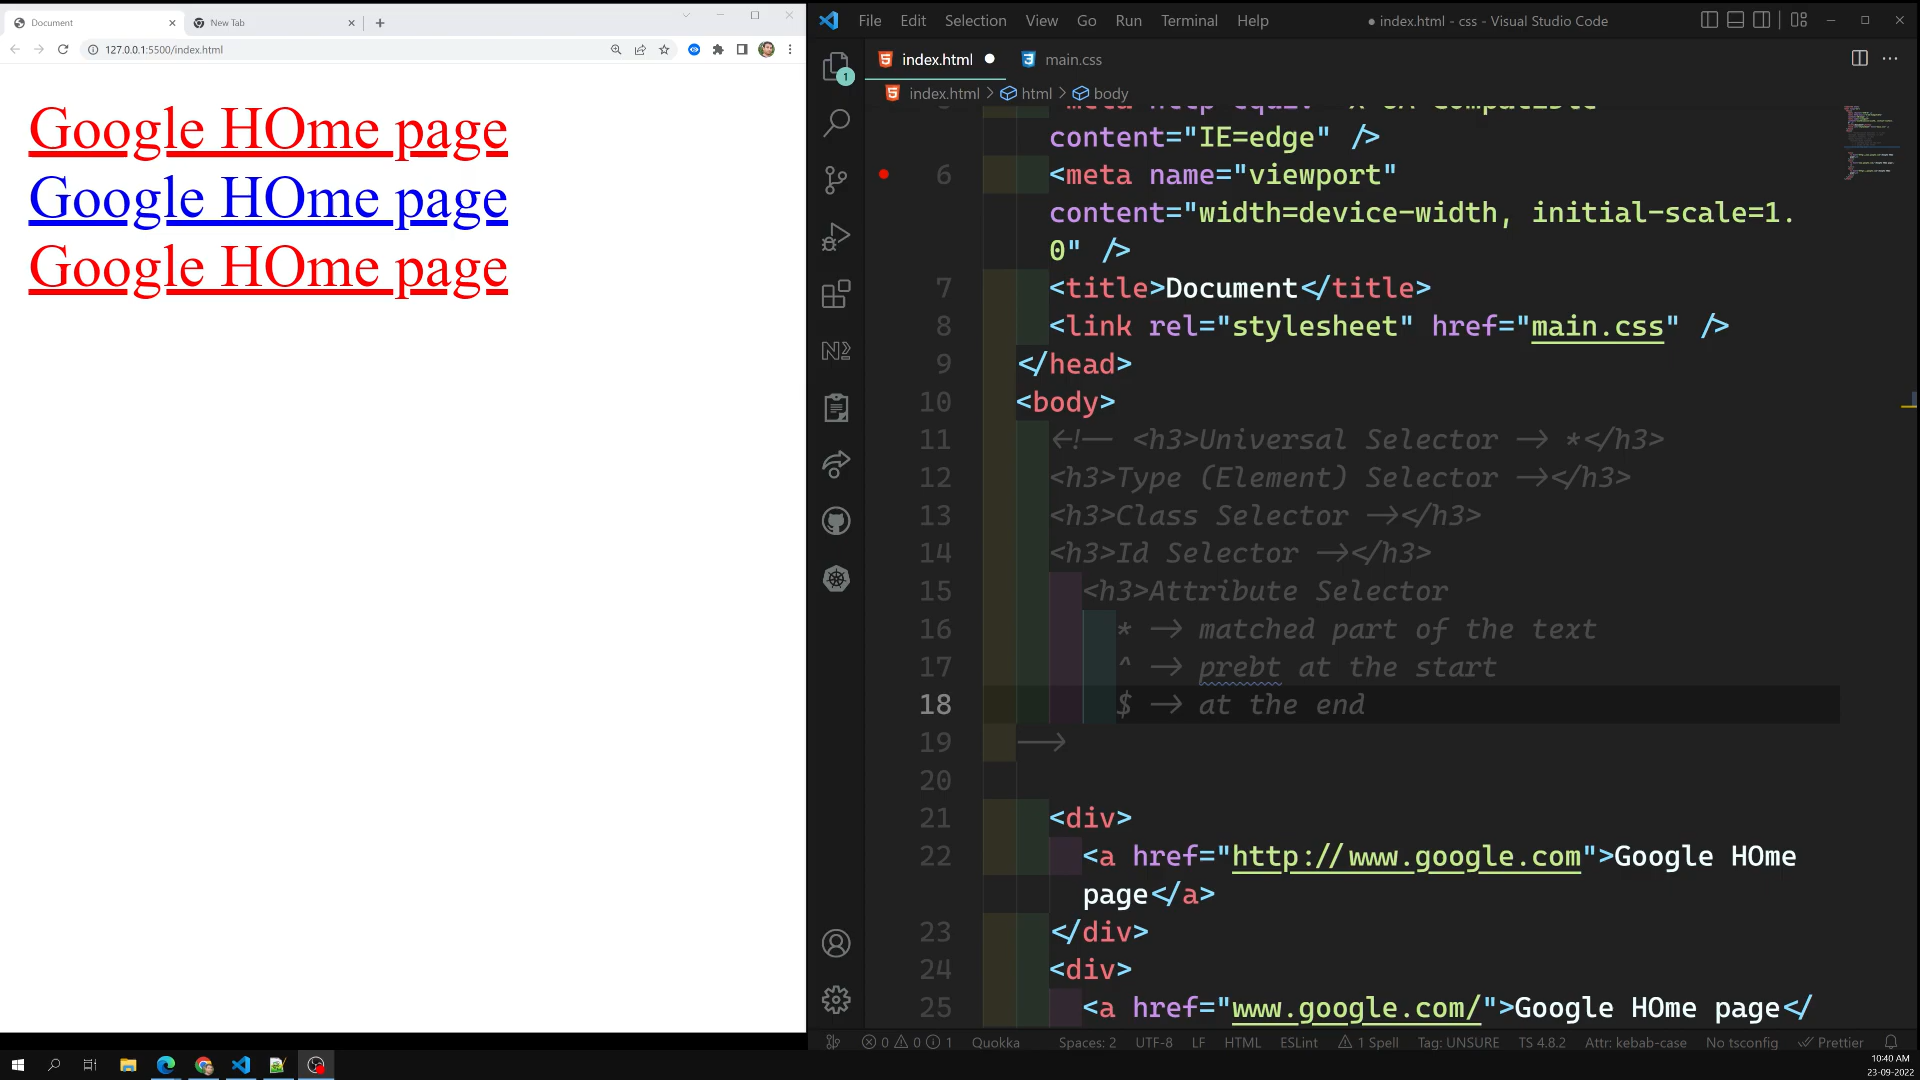 Document
New Tab
127.0.0.1:5500/index.html
Google HOme page
Google HOme page
Google HOme page
File Edit Selection View Go Run Terminal Help
● index.html - css - Visual Studio Code
index.html
main.css
index.html > html > body
1
content="IE=edge" />
6 <meta name="viewport"
content="width=device-width, initial-scale=1.
0" />
7 <title>Document</title>
8 <link rel="stylesheet" href="main.css" />
9 </head>
10 <body>
11 <!-- <h3>Universal Selector --> *</h3>
12 <h3>Type (Element) Selector --></h3>
13 <h3>Class Selector --></h3>
14 <h3>Id Selector --></h3>
15 <h3>Attribute Selector
16 * --> matched part of the text
17 ^ --> prebt at the start
18 $ --> at the end
19 -->
20
21 <div>
22 <a href="http://www.google.com">Google HOme
page</a>
23 </div>
24 <div>
25 <a href="www.google.com/">Google HOme page</
0 0 1 Quokka Spaces: 2 UTF-8 LF HTML ESLint 1 Spell Tag: UNSURE TS 4.8.2 Attr: kebab-case No tsconfig Prettier
10:40 AM
23-09-2022